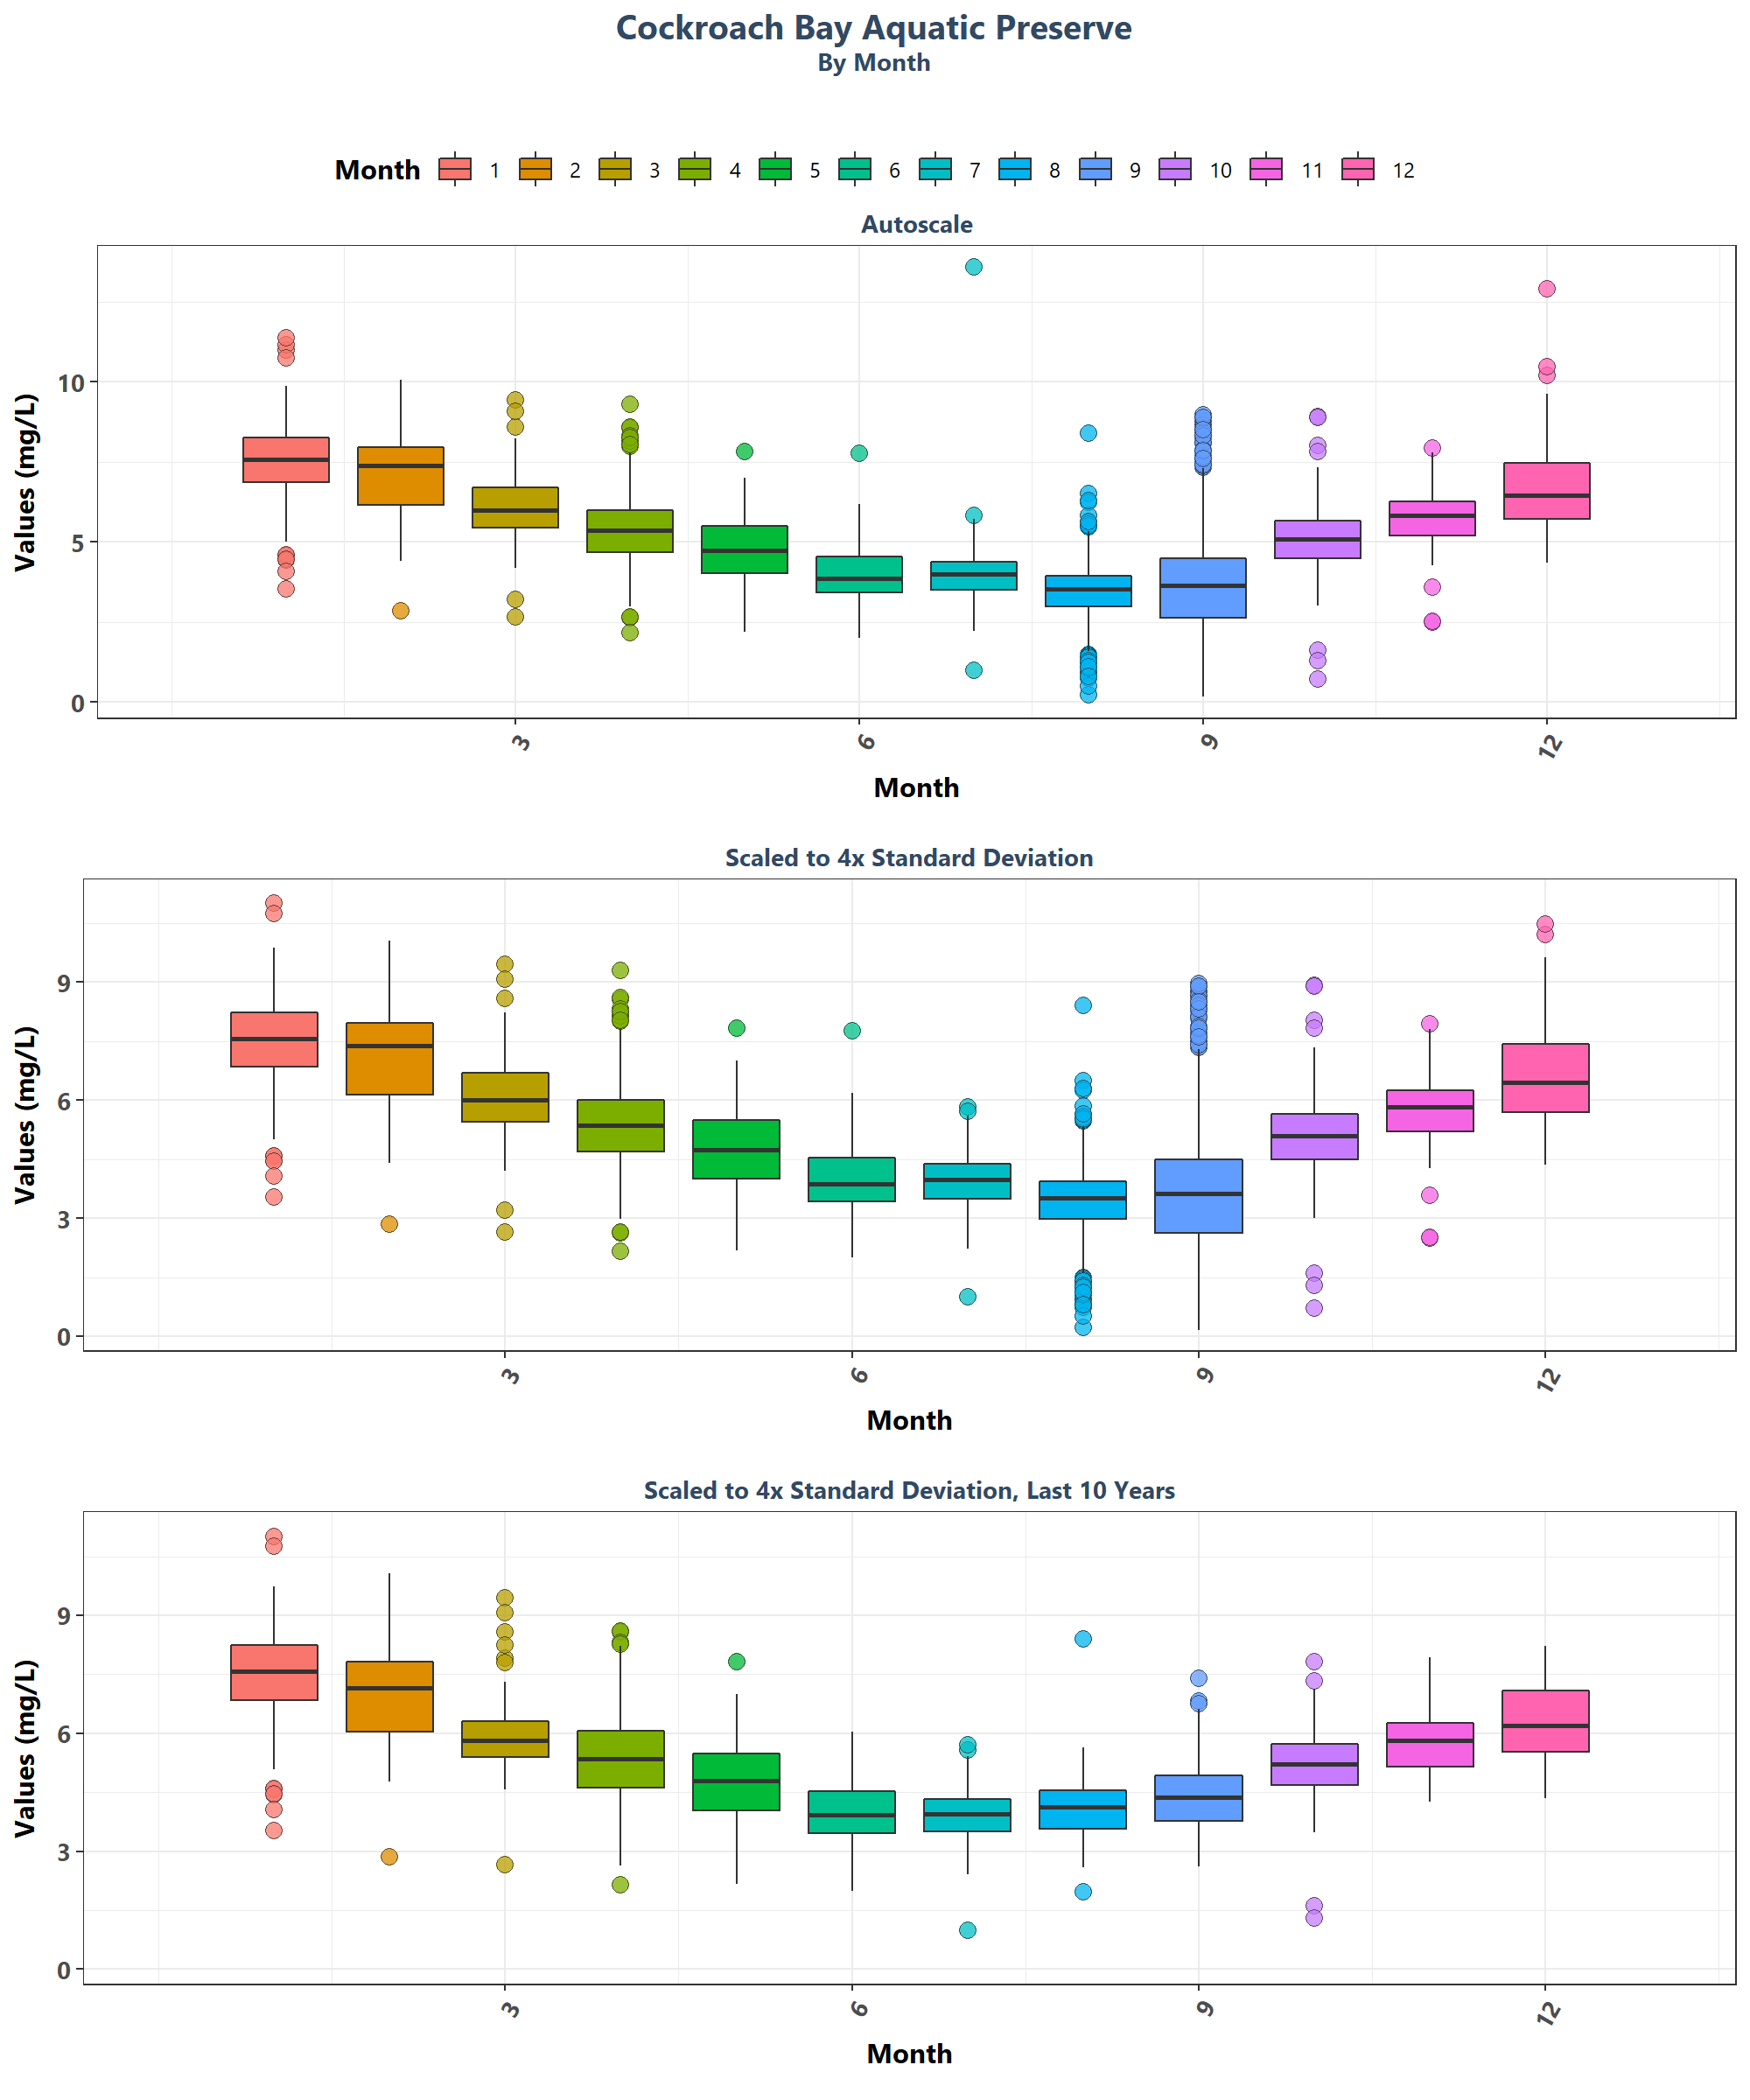 Cockroach Bay Aquatic Preserve
By Month
Month 1 2 3 4 5 6 7 8 9 10 11 12
Autoscale
Values (mg/L)
10
5
0
3 6 9 12
Month
Scaled to 4x Standard Deviation
Values (mg/L)
9
6
3
0
3 6 9 12
Month
Scaled to 4x Standard Deviation, Last 10 Years
Values (mg/L)
9
6
3
0
3 6 9 12
Month